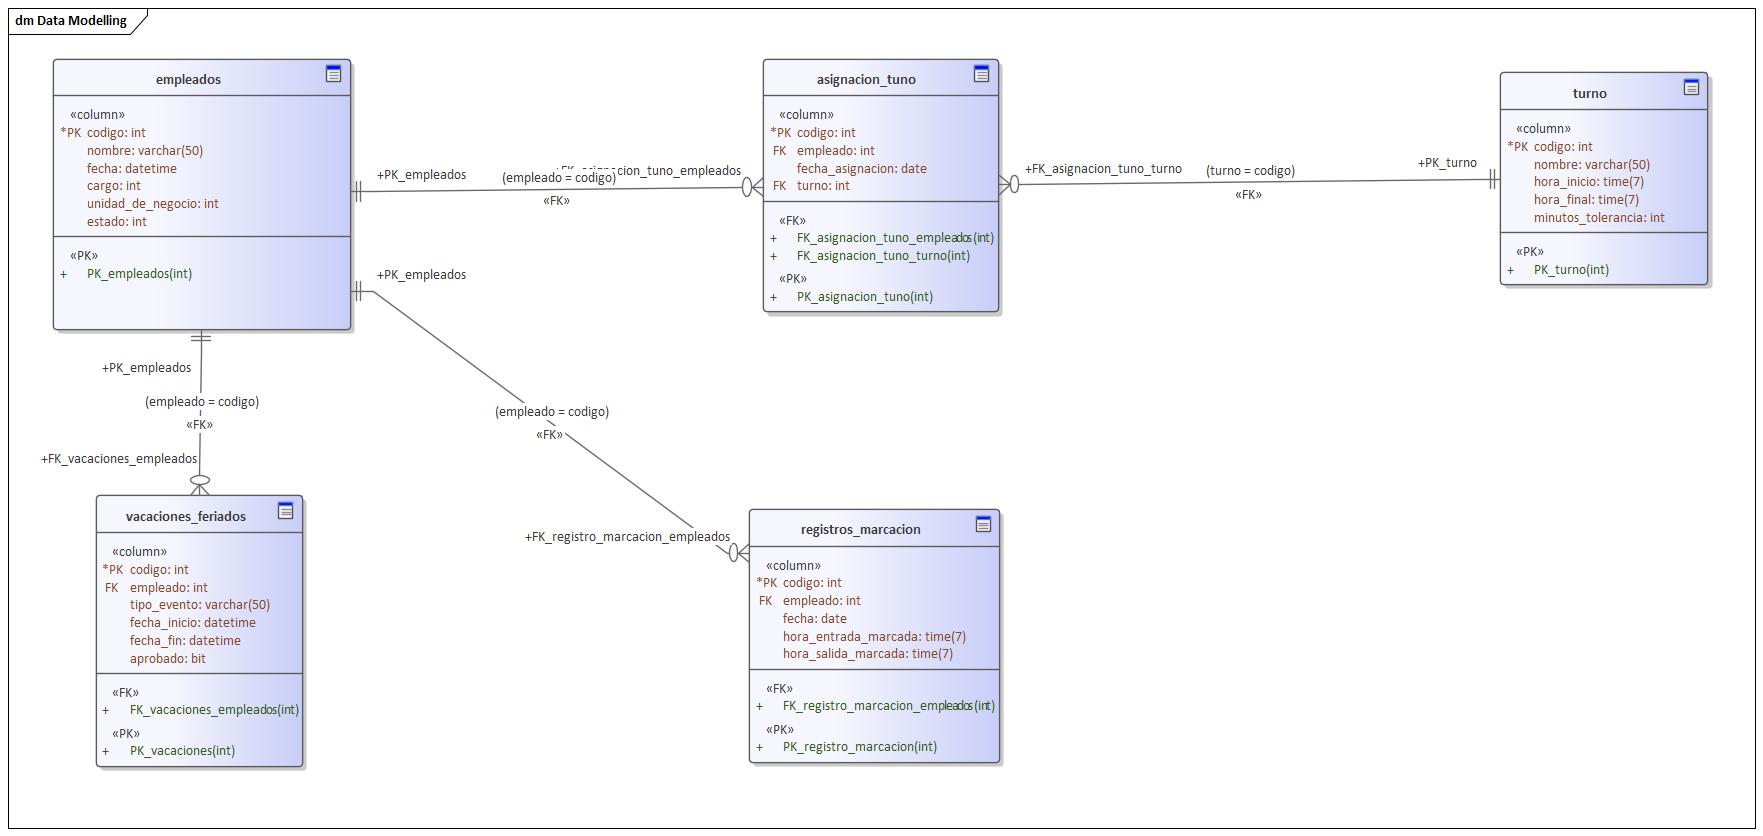 dm Data Modelling
empleados
«column»
*PK codigo: int
nombre: varchar(50)
fecha: datetime
cargo: int
unidad_de_negocio: int
estado: int
«PK»
+ PK_empleados(int)
asignacion_tuno
«column»
*PK codigo: int
FK empleado: int
fecha_asignacion: date
FK turno: int
«FK»
+ FK_asignacion_tuno_empleados(int)
+ FK_asignacion_tuno_turno(int)
«PK»
+ PK_asignacion_tuno(int)
turno
«column»
*PK codigo: int
nombre: varchar(50)
hora_inicio: time(7)
hora_final: time(7)
minutos_tolerancia: int
«PK»
+ PK_turno(int)
+PK_empleados
+FK_asignacion_tuno_empleados
(empleado = codigo)
«FK»
+FK_asignacion_tuno_turno
(turno = codigo)
«FK»
+PK_turno
+PK_empleados
(empleado = codigo)
«FK»
+FK_registro_marcacion_empleados
+PK_empleados
(empleado = codigo)
«FK»
+FK_vacaciones_empleados
vacaciones_feriados
«column»
*PK codigo: int
FK empleado: int
tipo_evento: varchar(50)
fecha_inicio: datetime
fecha_fin: datetime
aprobado: bit
«FK»
+ FK_vacaciones_empleados(int)
«PK»
+ PK_vacaciones(int)
registros_marcacion
«column»
*PK codigo: int
FK empleado: int
fecha: date
hora_entrada_marcada: time(7)
hora_salida_marcada: time(7)
«FK»
+ FK_registro_marcacion_empleados(int)
«PK»
+ PK_registro_marcacion(int)